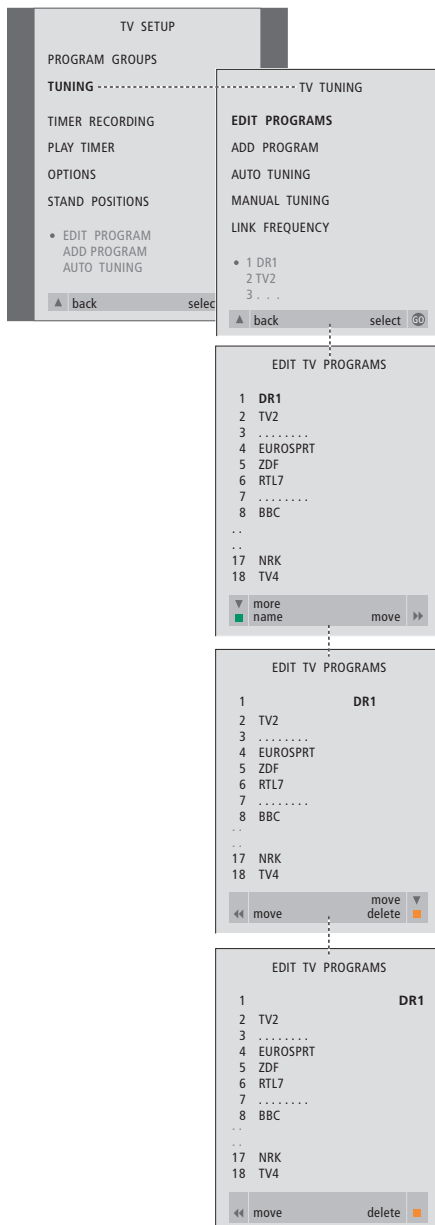 TV SETUP
PROGRAM GROUPS
TUNING
TIMER RECORDING
PLAY TIMER
OPTIONS
STAND POSITIONS
• EDIT PROGRAM
ADD PROGRAM
AUTO TUNING
▲ back selec
TV TUNING
EDIT PROGRAMS
ADD PROGRAM
AUTO TUNING
MANUAL TUNING
LINK FREQUENCY
• 1 DR1
2 TV2
3 . . .
▲ back select GO
EDIT TV PROGRAMS
1 DR1
2 TV2
3 ........
4 EUROSPRT
5 ZDF
6 RTL7
7 ........
8 BBC
..
..
17 NRK
18 TV4
▼ more
name move ►►
EDIT TV PROGRAMS
1 DR1
2 TV2
3 ........
4 EUROSPRT
5 ZDF
6 RTL7
7 ........
8 BBC
..
..
17 NRK
18 TV4
move ▼
◄◄ move delete
EDIT TV PROGRAMS
1 DR1
2 TV2
3 ........
4 EUROSPRT
5 ZDF
6 RTL7
7 ........
8 BBC
..
..
17 NRK
18 TV4
◄◄ move delete